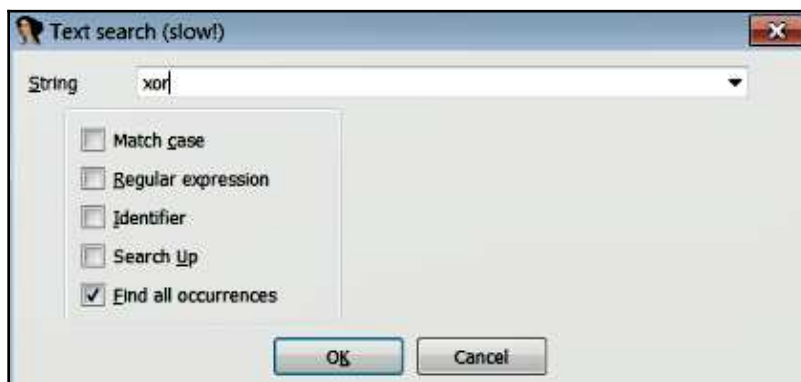 Text search (slow!)
String xor
Match case
Regular expression
Identifier
Search Up
Find all occurrences
OK Cancel